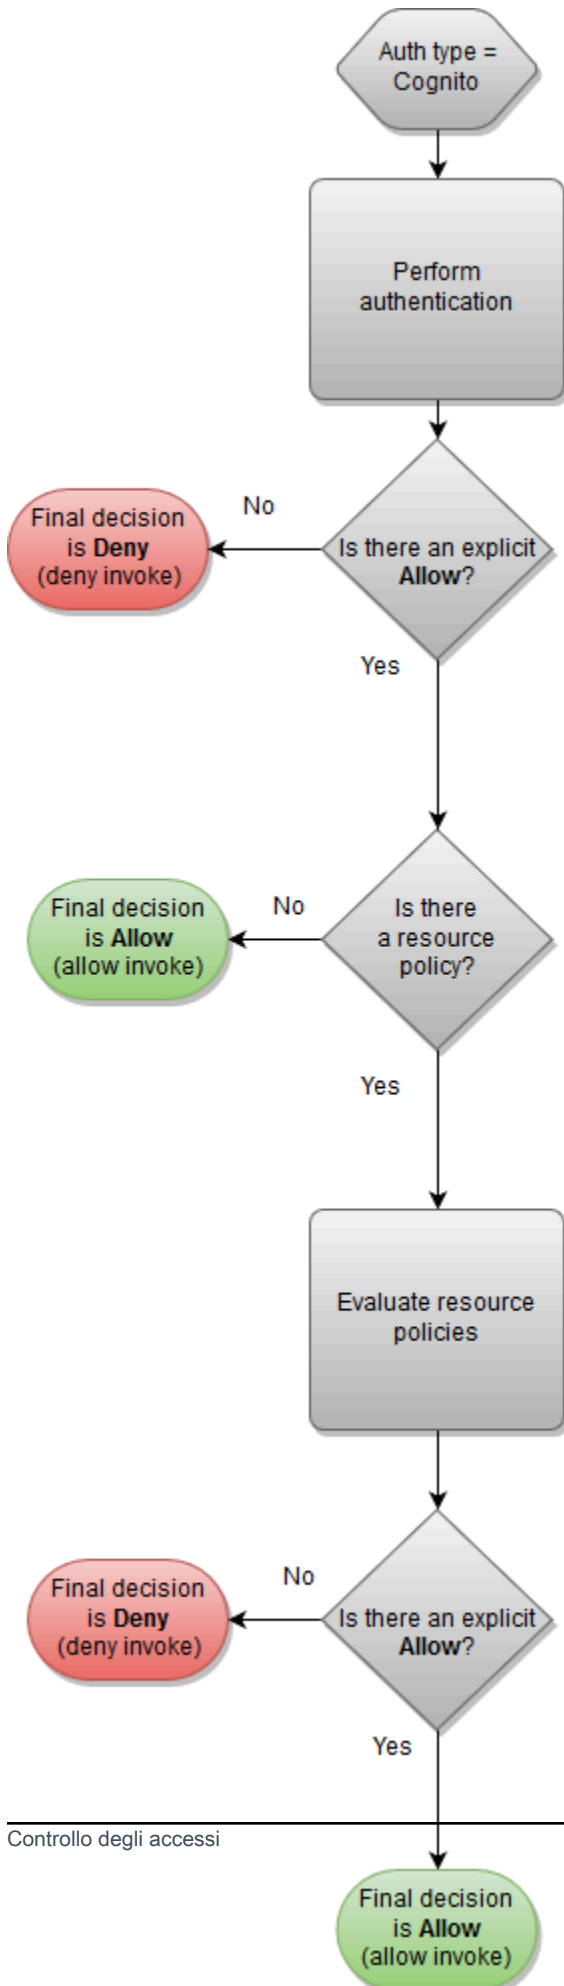 Auth type =
Cognito
Perform
authentication
No
Final decision
is Deny
(deny invoke)
Is there an explicit
Allow?
Yes
Final decision
is Allow
(allow invoke)
No
Is there
a resource
policy?
Yes
Evaluate resource
policies
Final decision
is Deny
(deny invoke)
No
Is there an explicit
Allow?
Yes
Controllo degli accessi
Final decision
is Allow
(allow invoke)